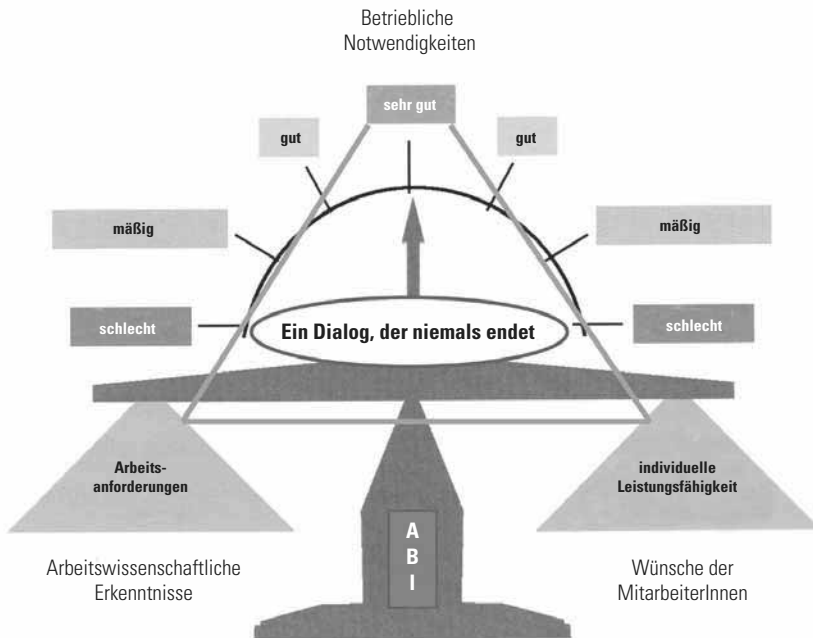 Betriebliche
Notwendigkeiten
sehr gut
gut
gut
mäßig
mäßig
schlecht
Ein Dialog, der niemals endet
schlecht
Arbeits-
anforderungen
individuelle
Leistungsfähigkeit
A
B
I
Arbeitswissenschaftliche
Erkenntnisse
Wünsche der
MitarbeiterInnen